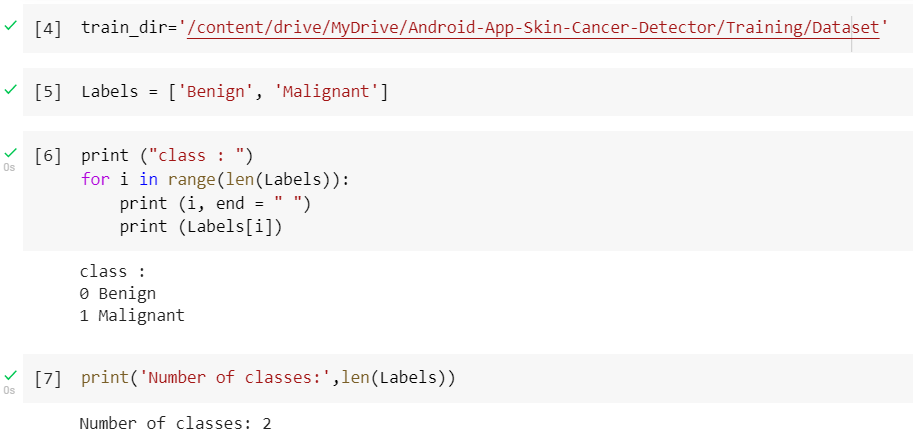 [4] train_dir='/content/drive/MyDrive/Android-App-Skin-Cancer-Detector/Training/Dataset'
[5] Labels = ['Benign', 'Malignant']
[6] print ("class : ")
0s for i in range(len(Labels)):
print (i, end = " ")
print (Labels[i])
class :
0 Benign
1 Malignant
[7] print('Number of classes:',len(Labels))
0s
Number of classes: 2